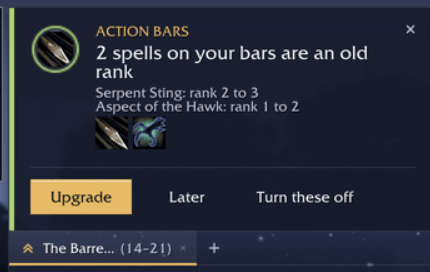 ACTION BARS
2 spells on your bars are an old
rank
Serpent Sting: rank 2 to 3
Aspect of the Hawk: rank 1 to 2
Upgrade Later Turn these off
The Barre... (14-21) × +